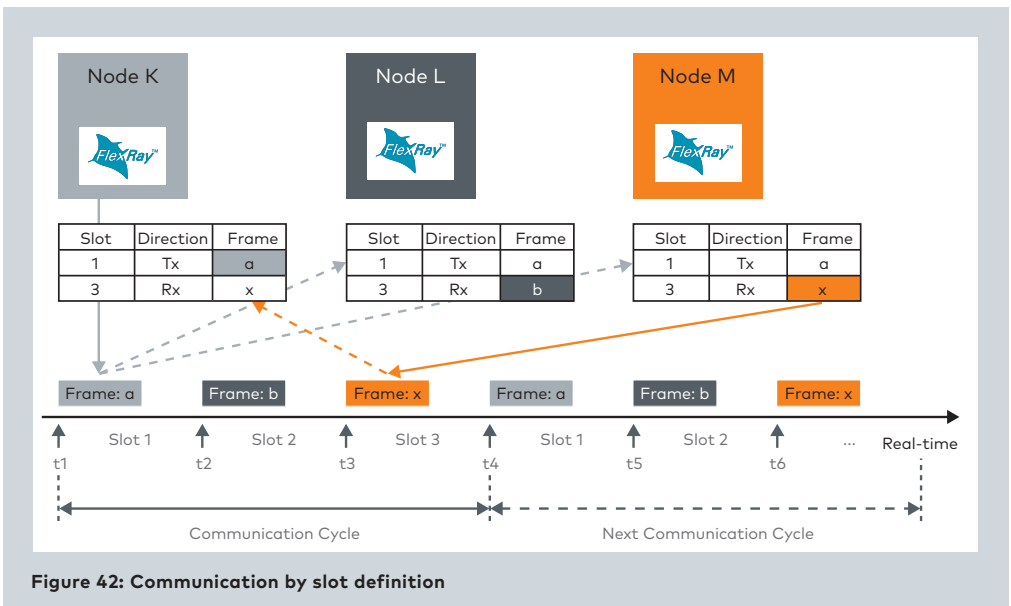 Node K
Node L
Node M
FlexRay™
FlexRay™
FlexRay™
Slot Direction Frame
1 Tx a
3 Rx x
Slot Direction Frame
1 Tx a
3 Rx b
Slot Direction Frame
1 Tx a
3 Rx x
Frame: a
Frame: b
Frame: x
Frame: a
Frame: b
Frame: x
Slot 1
Slot 2
Slot 3
Slot 1
Slot 2
...
Real-time
t1
t2
t3
t4
t5
t6
Communication Cycle
Next Communication Cycle
Figure 42: Communication by slot definition